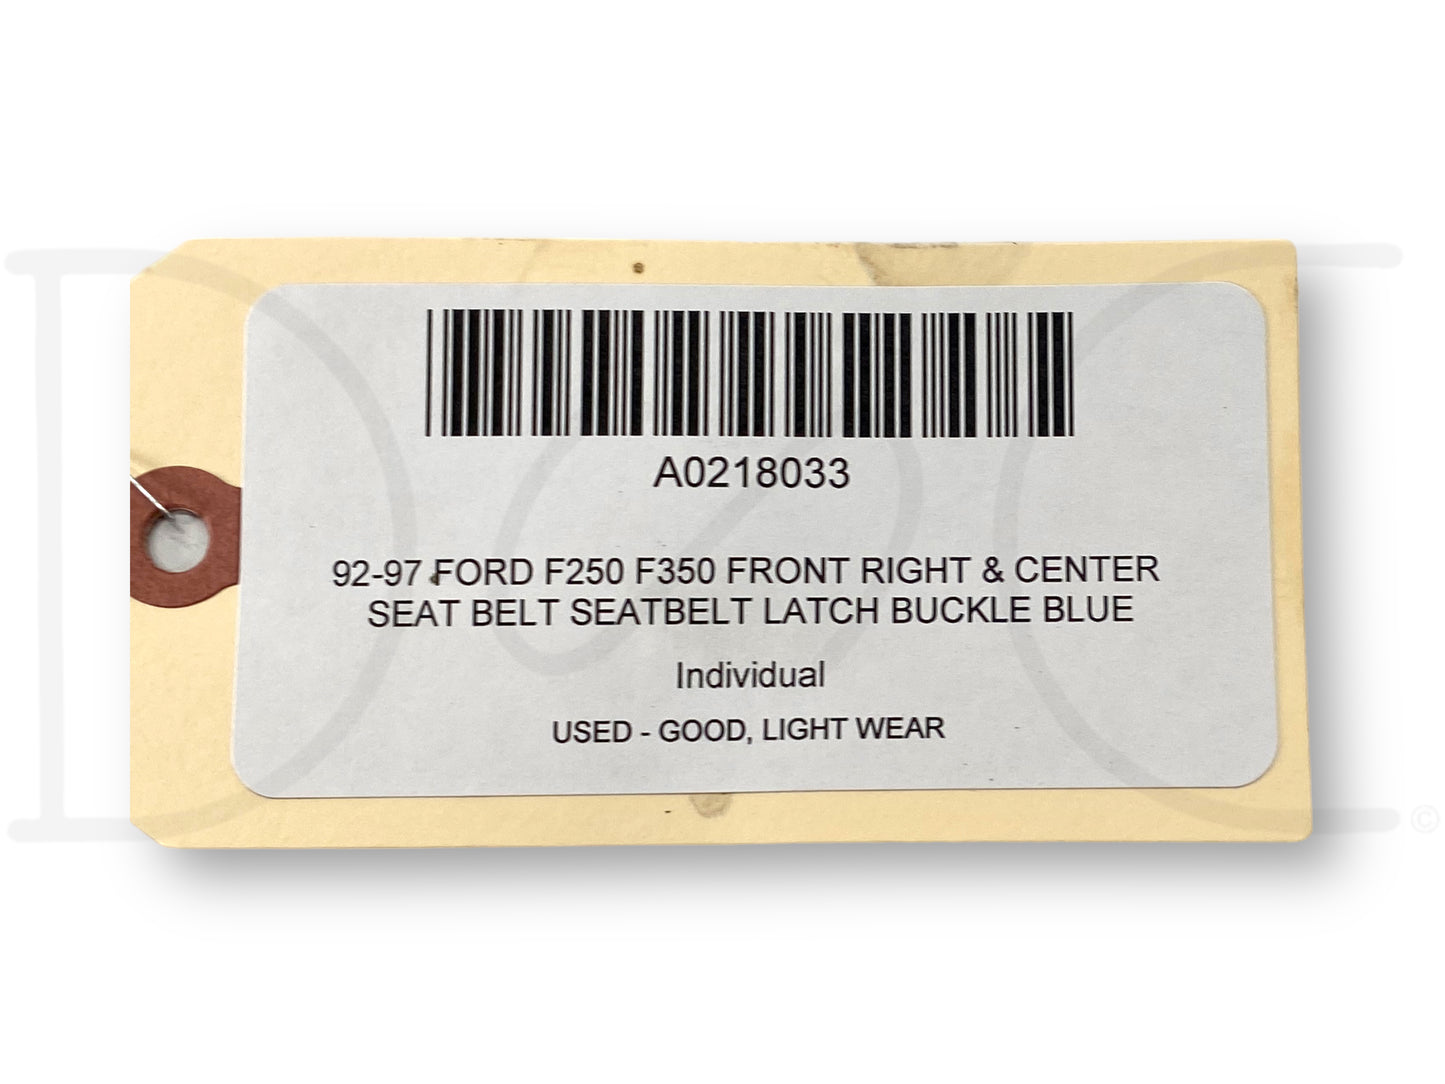 A0218033
92-97 FORD F250 F350 FRONT RIGHT & CENTER
SEAT BELT SEATBELT LATCH BUCKLE BLUE
Individual
USED - GOOD, LIGHT WEAR
©